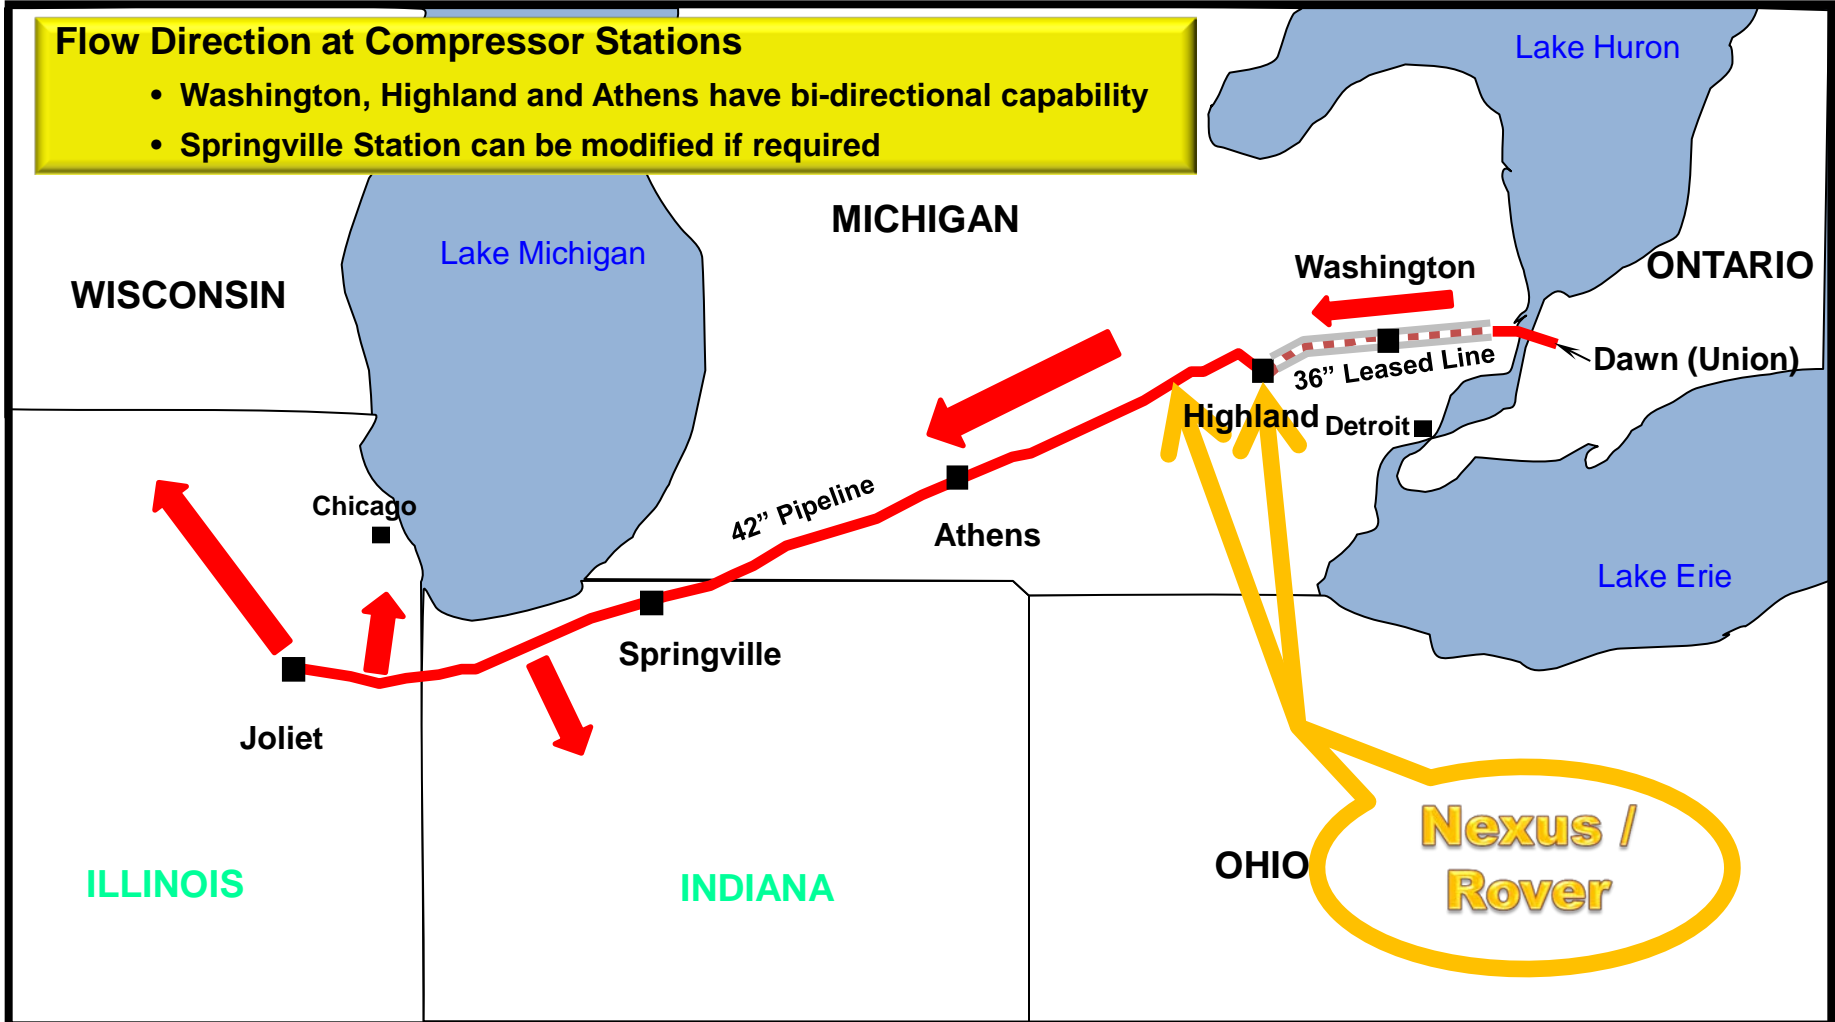 Flow Direction at Compressor Stations
• Washington, Highland and Athens have bi-directional capability
• Springville Station can be modified if required
Lake Huron
MICHIGAN
Lake Michigan
WISCONSIN
Washington
ONTARIO
36” Leased Line
Dawn (Union)
Highland
Detroit
42” Pipeline
Chicago
Athens
Lake Erie
Springville
Joliet
Nexus /
Rover
OHIO
ILLINOIS
INDIANA